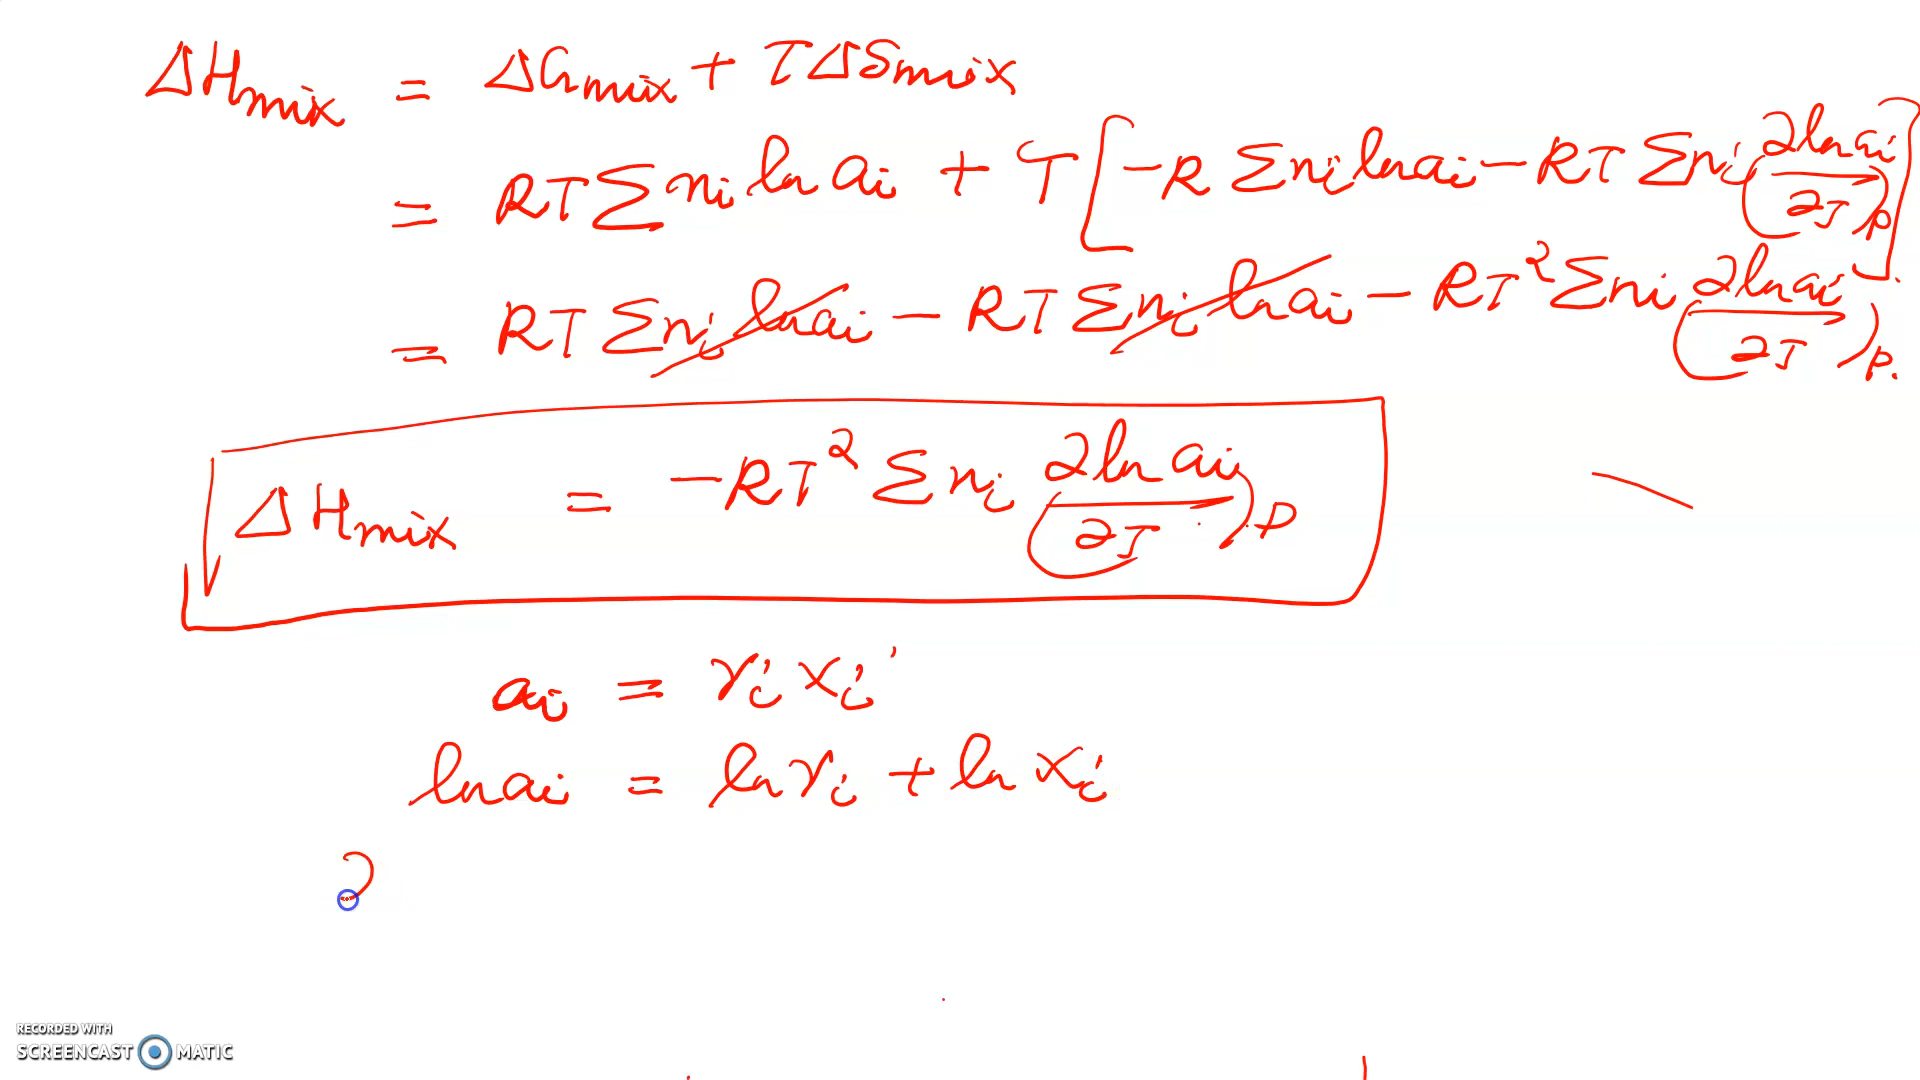 ΔHmix = ΔGmix + TΔSmix
= RT Σ ni ln ai + T [ -R Σ ni ln ai - RT Σ ni (∂ ln ai / ∂T)p ]
= RT Σ ni ln ai - RT Σ ni ln ai - RT² Σ ni (∂ ln ai / ∂T)p.
ΔHmix = -RT² Σ ni (∂ ln ai / ∂T)p
ai = γi xi
ln ai = ln γi + ln xi
∂
RECORDED WITH
SCREENCAST MATIC